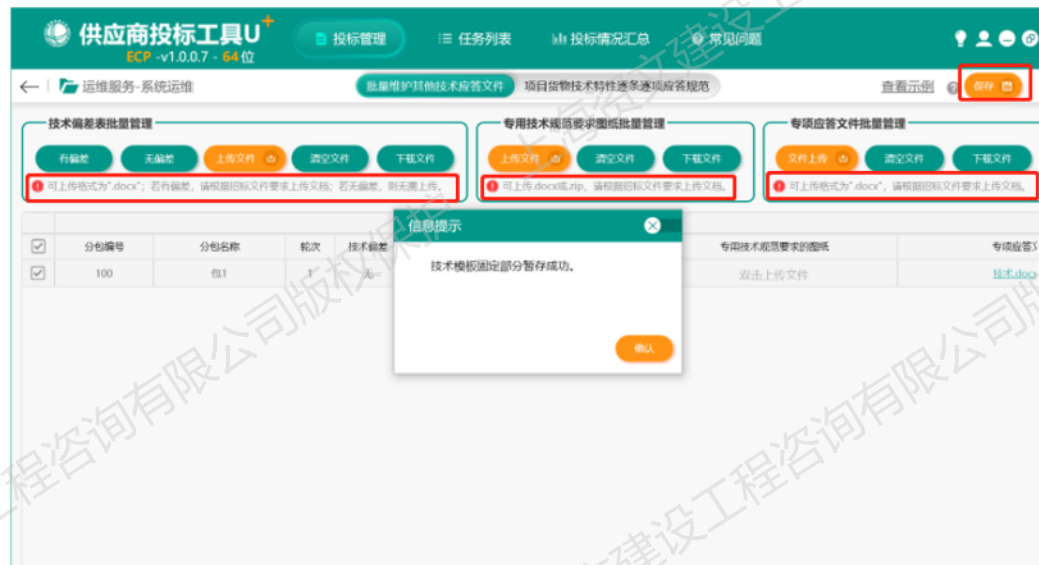 供应商投标工具U+
ECP -v1.0.0.7 - 64位
投标管理
任务列表
投标情况汇总
常见问题
运维服务-系统运维
批量维护其他技术应答文件
项目货物技术特性逐条逐项应答规范
查看示例
保存
技术偏差表批量管理
有偏差
无偏差
上传文件
清空文件
下载文件
可上传格式为".docx"；若有偏差，请根据招标文件要求上传文档；若无偏差，则无需上传。
专用技术规范要求图纸批量管理
上传文件
清空文件
下载文件
可上传.docx或.zip，请根据招标文件要求上传文档。
专项应答文件批量管理
文件上传
清空文件
下载文件
可上传格式为".docx"，请根据招标文件要求上传文档。
分包编号
分包名称
轮次
技术偏差
专用技术规范要求的图纸
专项应答
100
包1
1
无
双击上传文件
技术.doc
信息提示
技术模板固定部分暂存成功。
确认